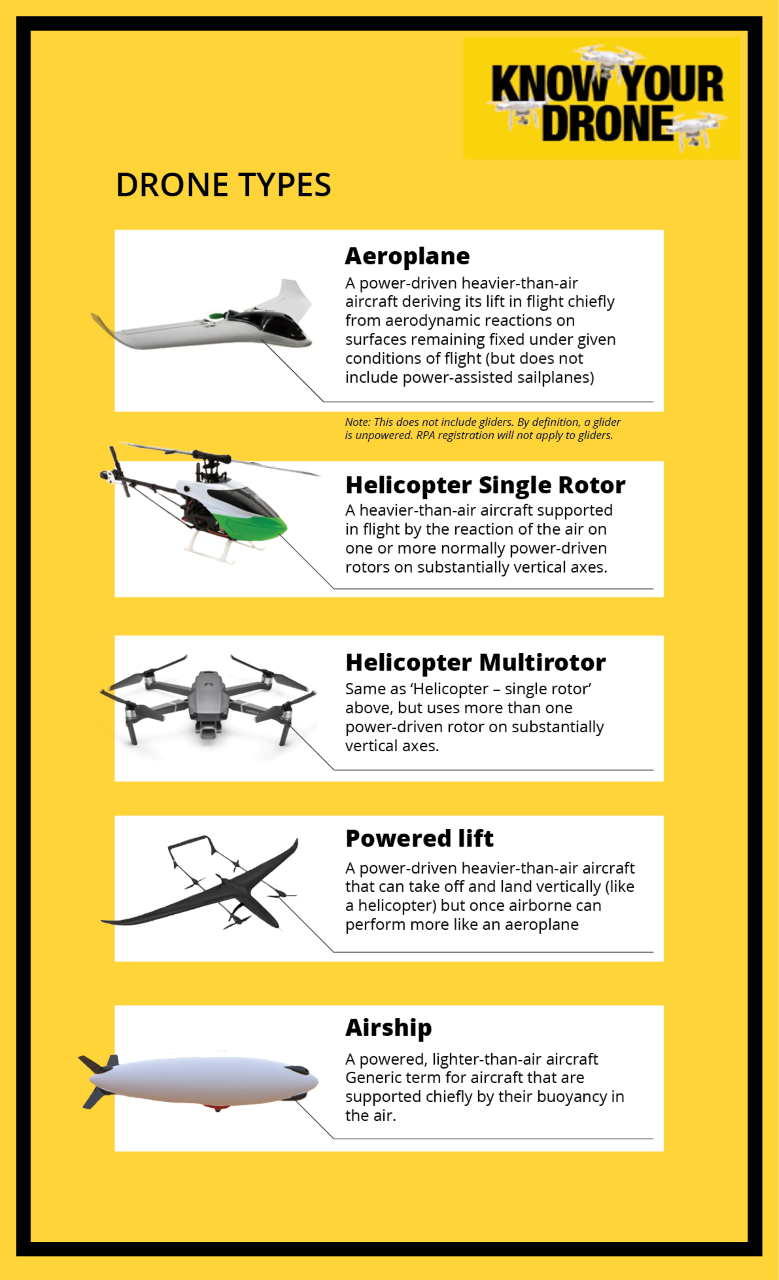 KNOW YOUR
DRONE
DRONE TYPES
Aeroplane
A power-driven heavier-than-air
aircraft deriving its lift in flight chiefly
from aerodynamic reactions on
surfaces remaining fixed under given
conditions of flight (but does not
include power-assisted sailplanes)
Note: This does not include gliders. By definition, a glider
is unpowered. RPA registration will not apply to gliders.
Helicopter Single Rotor
A heavier-than-air aircraft supported
in flight by the reaction of the air on
one or more normally power-driven
rotors on substantially vertical axes.
Helicopter Multirotor
Same as ‘Helicopter – single rotor’
above, but uses more than one
power-driven rotor on substantially
vertical axes.
Powered lift
A power-driven heavier-than-air aircraft
that can take off and land vertically (like
a helicopter) but once airborne can
perform more like an aeroplane
Airship
A powered, lighter-than-air aircraft
Generic term for aircraft that are
supported chiefly by their buoyancy in
the air.